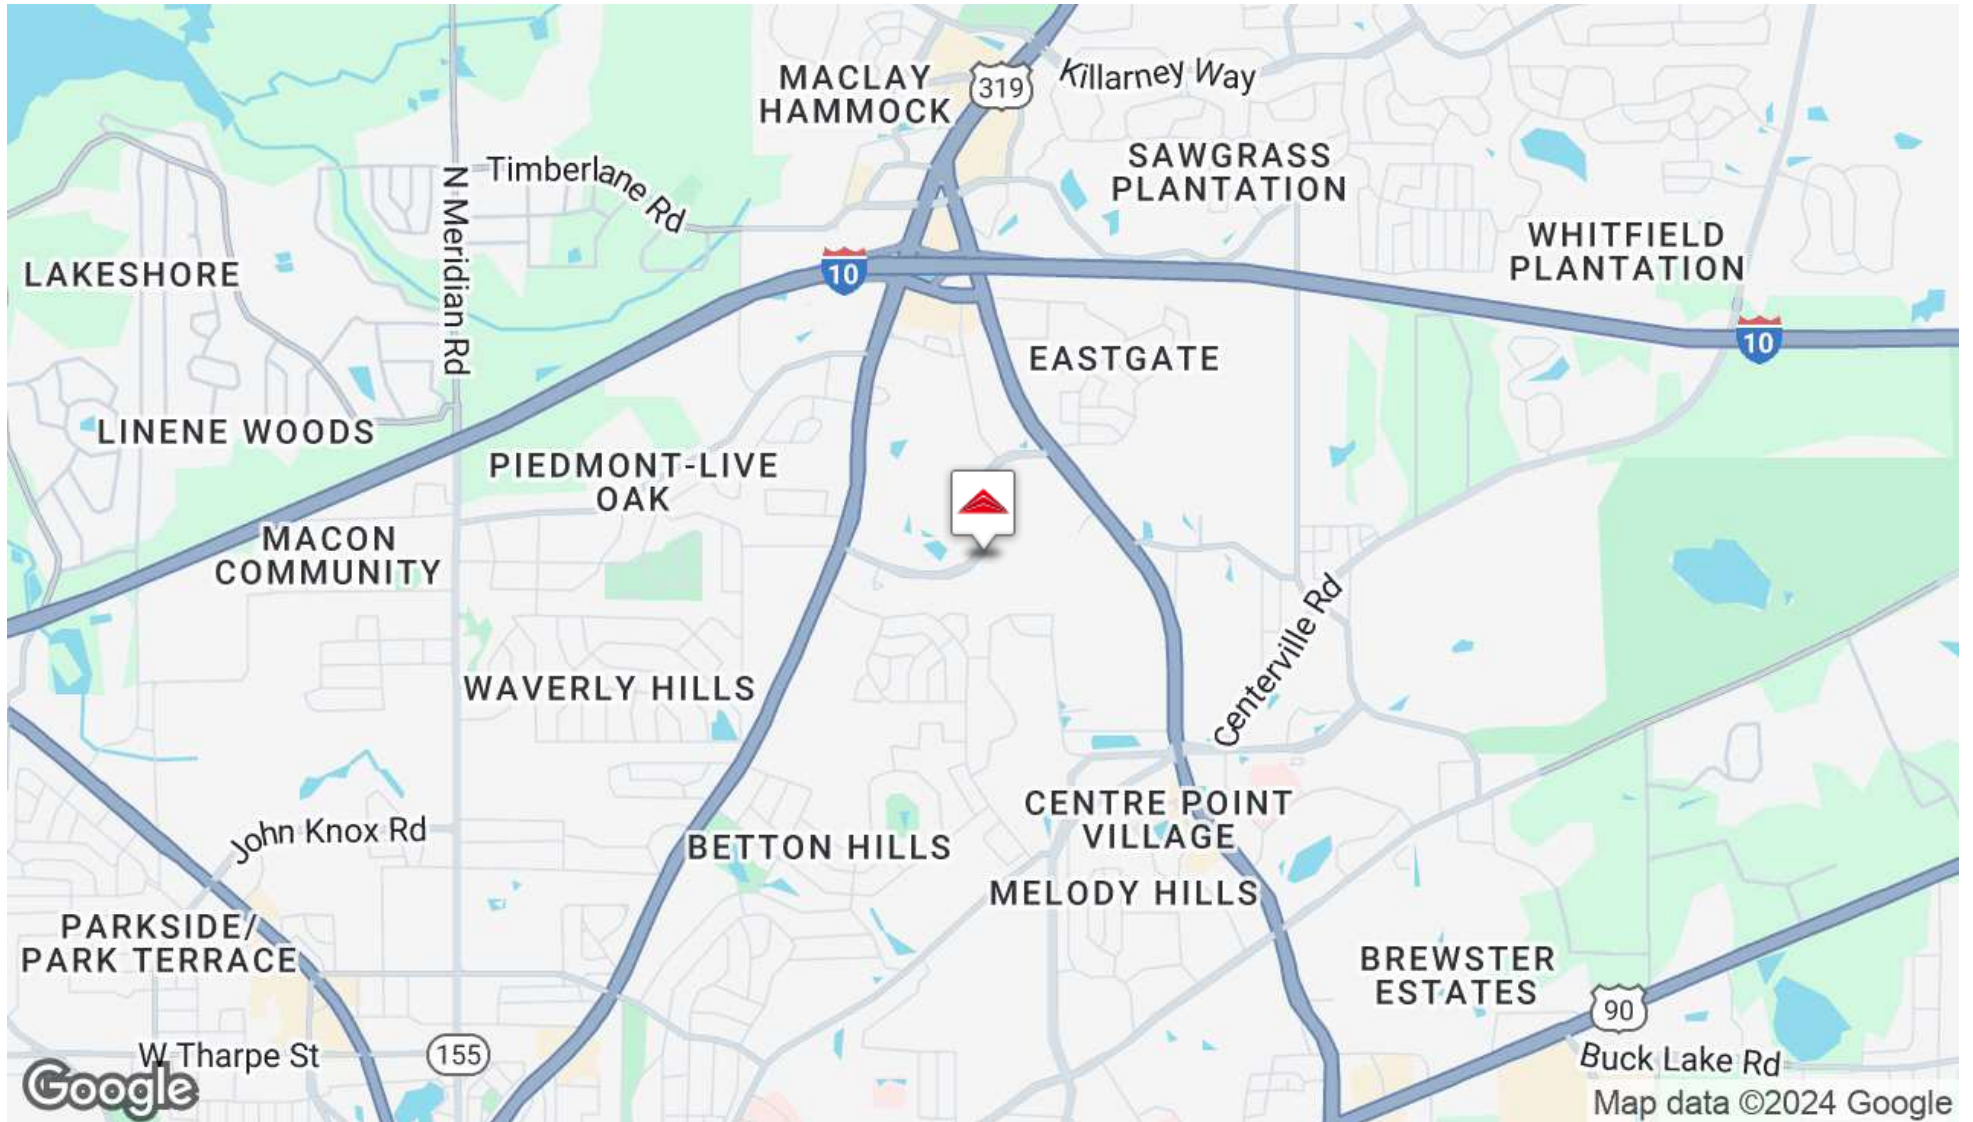 MACLAY
HAMMOCK
319
Killarney Way
Timberlane Rd
SAWGRASS
PLANTATION
N Meridian Rd
WHITFIELD
PLANTATION
LAKESHORE
10
10
EASTGATE
LINENE WOODS
PIEDMONT-LIVE
OAK
MACON
COMMUNITY
Centerville Rd
WAVERLY HILLS
CENTRE POINT
VILLAGE
John Knox Rd
BETTON HILLS
MELODY HILLS
PARKSIDE/
PARK TERRACE
BREWSTER
ESTATES
90
W Tharpe St
155
Buck Lake Rd
Google
Map data ©2024 Google